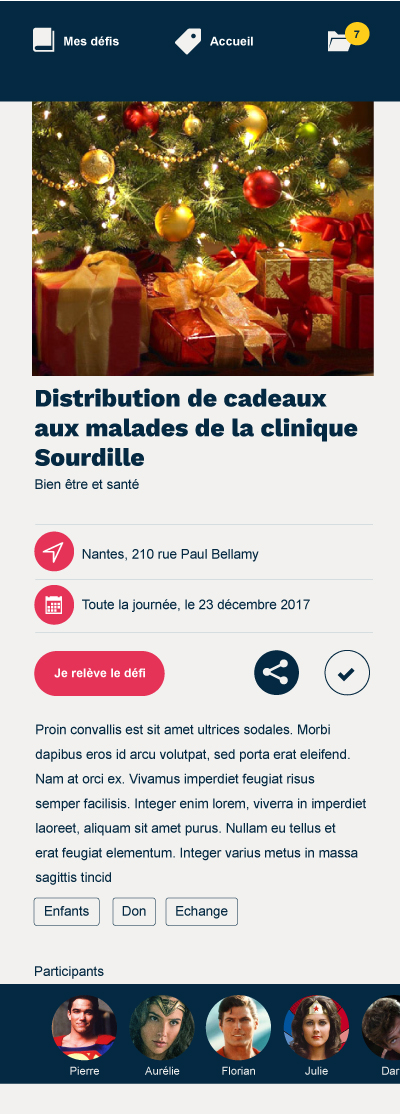 Mes défis
Accueil
7
Distribution de cadeaux
aux malades de la clinique
Sourdille
Bien être et santé
Nantes, 210 rue Paul Bellamy
Toute la journée, le 23 décembre 2017
Je relève le défi
Proin convallis est sit amet ultrices sodales. Morbi
dapibus eros id arcu volutpat, sed porta erat eleifend.
Nam at orci ex. Vivamus imperdiet feugiat risus
semper facilisis. Integer enim lorem, viverra in imperdiet
laoreet, aliquam sit amet purus. Nullam eu tellus et
erat feugiat elementum. Integer varius metus in massa
sagittis tincid
Enfants Don Echange
Participants
Pierre Aurélie Florian Julie Dar